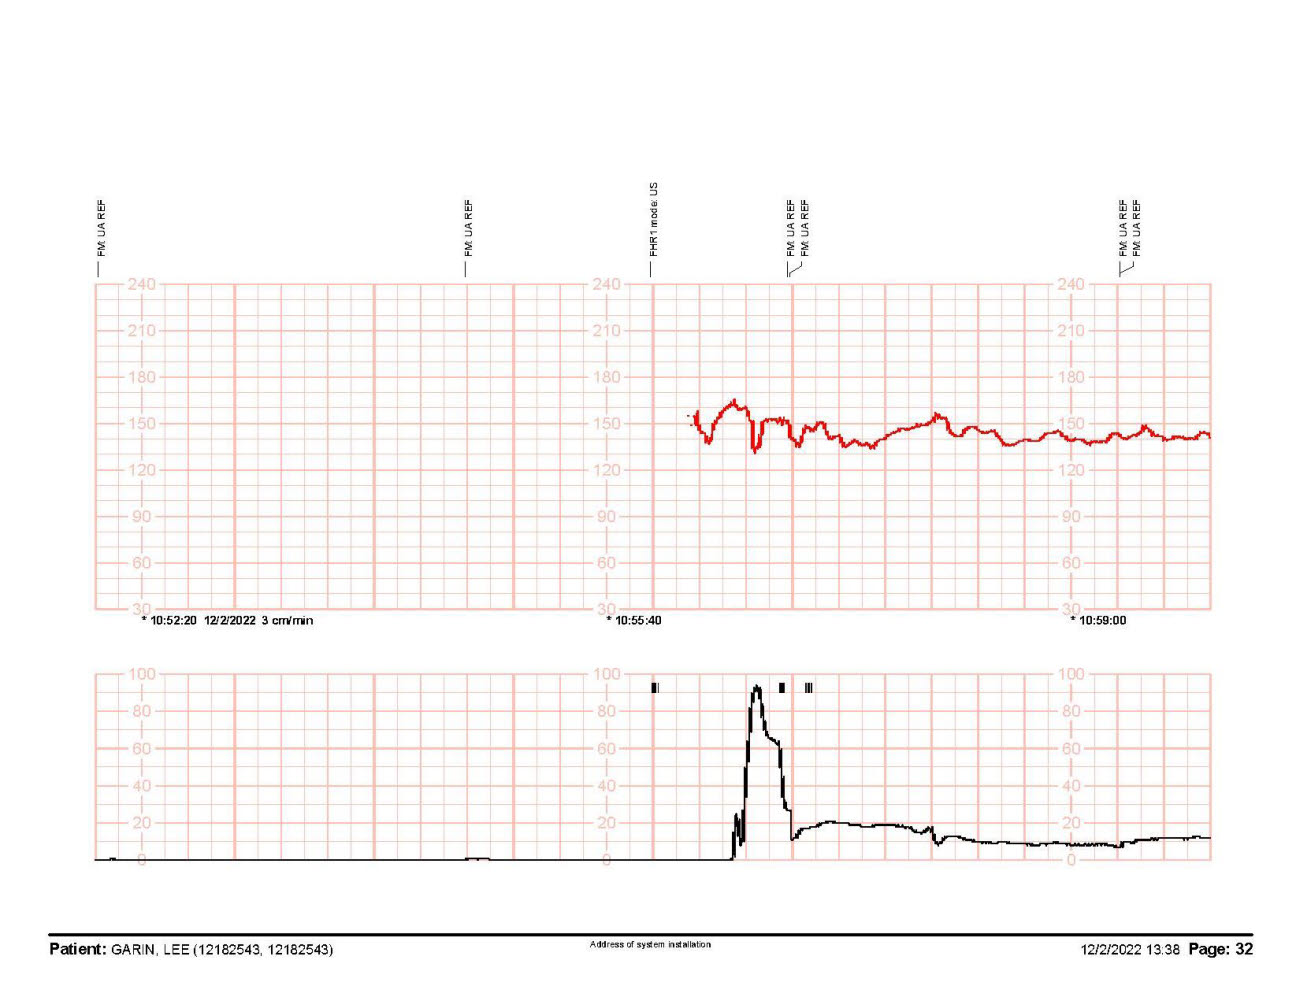 FM: UA REF
FM: UA REF
FHR1 mode: US
FM: UA REF
FM: UA REF
FM: UA REF
FM: UA REF
240 240 240
210 210 210
180 180 180
150 150 150
120 120 120
90 90 90
60 60 60
30 30 30
* 10:52:20 12/2/2022 3 cm/min * 10:55:40 * 10:59:00
100 100 100
80 80 80
60 60 60
40 40 40
20 20 20
0 0 0
Patient: GARIN, LEE (12182543, 12182543) Address of system installation 12/2/2022 13:38 Page: 32